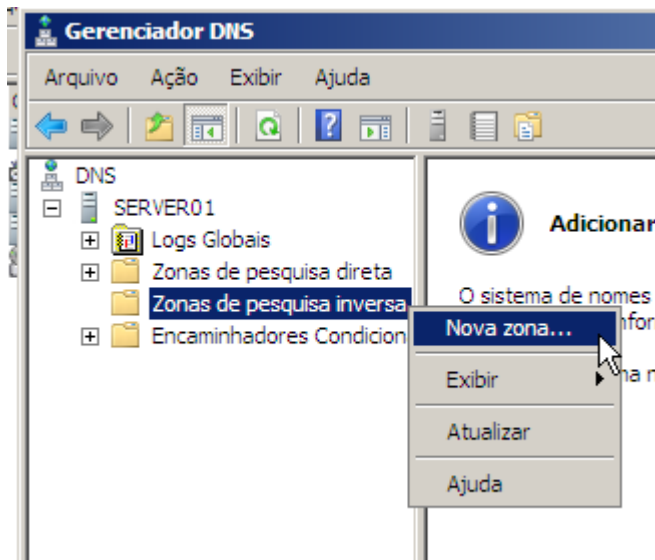 Gerenciador DNS
Arquivo Ação Exibir Ajuda
DNS
SERVER01
Logs Globais
Zonas de pesquisa direta
Zonas de pesquisa inversa
Encaminhadores Condicion
Adicionar
O sistema de nomes
Nova zona...
Exibir
Atualizar
Ajuda